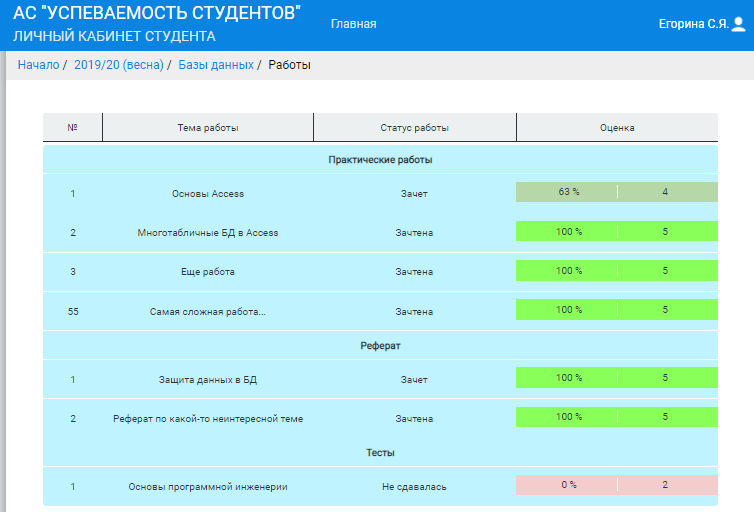 АС "УСПЕВАЕМОСТЬ СТУДЕНТОВ"
ЛИЧНЫЙ КАБИНЕТ СТУДЕНТА
Главная
Егорина С.Я.
Начало / 2019/20 (весна) / Базы данных / Работы
№ Тема работы Статус работы Оценка
Практические работы
1 Основы Access Зачет 63 % 4
2 Многотабличные БД в Access Зачтена 100 % 5
3 Еще работа Зачтена 100 % 5
55 Самая сложная работа... Зачтена 100 % 5
Реферат
1 Защита данных в БД Зачет 100 % 5
2 Реферат по какой-то неинтересной теме Зачтена 100 % 5
Тесты
1 Основы программной инженерии Не сдавалась 0 % 2